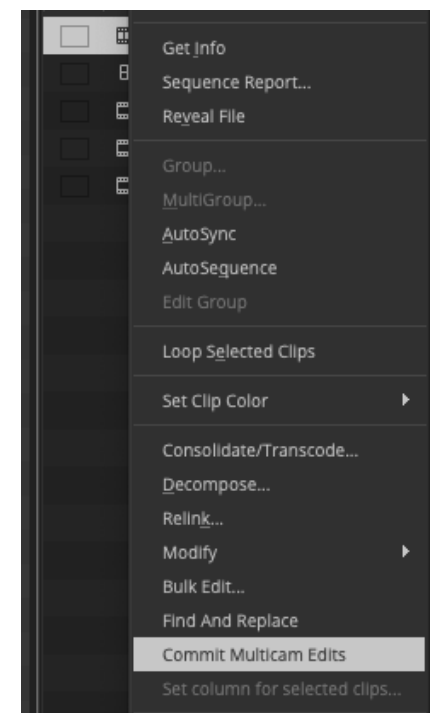 Get Info
Sequence Report...
Reveal File
Group...
MultiGroup...
AutoSync
AutoSequence
Edit Group
Loop Selected Clips
Set Clip Color
Consolidate/Transcode...
Decompose...
Relink...
Modify
Bulk Edit...
Find And Replace
Commit Multicam Edits
Set column for selected clips...